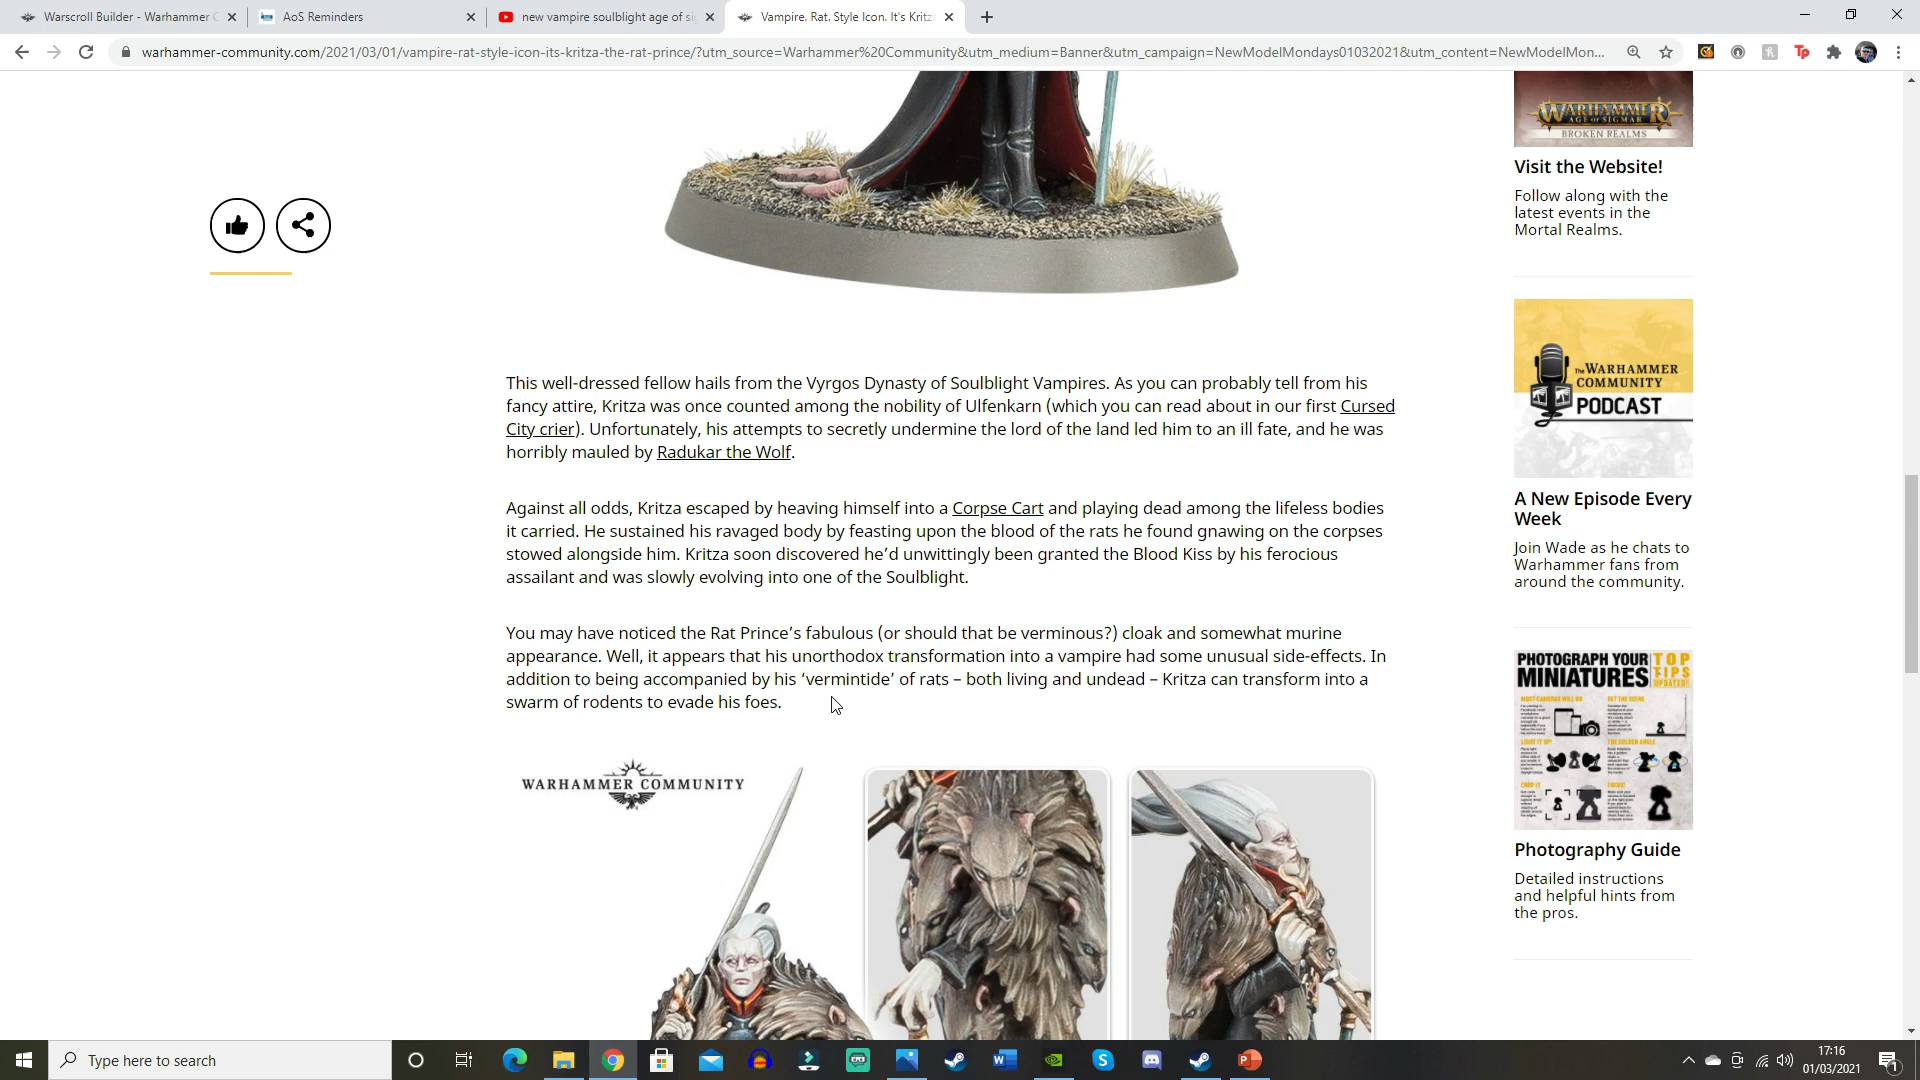 Warscroll Builder - Warhammer C
AoS Reminders
new vampire soulblight age of si
Vampire. Rat. Style Icon. It's Kritz
warhammer-community.com/2021/03/01/vampire-rat-style-icon-its-kritza-the-rat-prince/?utm_source=Warhammer%20Community&utm_medium=Banner&utm_campaign=NewModelMondays01032021&utm_content=NewModelMon...
WARHAMMER
AGE OF SIGMAR
BROKEN REALMS
Visit the Website!
Follow along with the
latest events in the
Mortal Realms.
This well-dressed fellow hails from the Vyrgos Dynasty of Soulblight Vampires. As you can probably tell from his
fancy attire, Kritza was once counted among the nobility of Ulfenkarn (which you can read about in our first Cursed
City crier). Unfortunately, his attempts to secretly undermine the lord of the land led him to an ill fate, and he was
horribly mauled by Radukar the Wolf.
Against all odds, Kritza escaped by heaving himself into a Corpse Cart and playing dead among the lifeless bodies
it carried. He sustained his ravaged body by feasting upon the blood of the rats he found gnawing on the corpses
stowed alongside him. Kritza soon discovered he’d unwittingly been granted the Blood Kiss by his ferocious
assailant and was slowly evolving into one of the Soulblight.
You may have noticed the Rat Prince’s fabulous (or should that be verminous?) cloak and somewhat murine
appearance. Well, it appears that his unorthodox transformation into a vampire had some unusual side-effects. In
addition to being accompanied by his ‘vermintide’ of rats – both living and undead – Kritza can transform into a
swarm of rodents to evade his foes.
WARHAMMER COMMUNITY
The WARHAMMER
COMMUNITY
PODCAST
A New Episode Every
Week
Join Wade as he chats to
Warhammer fans from
around the community.
PHOTOGRAPH YOUR
MINIATURES
TOP
TIPS
UPDATED!
Photography Guide
Detailed instructions
and helpful hints from
the pros.
Type here to search
17:16
01/03/2021
1